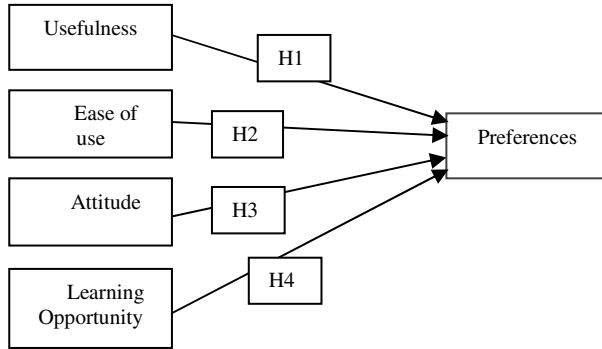 Usefulness
H1
Ease of
use
H2
Preferences
Attitude
H3
Learning
Opportunity
H4